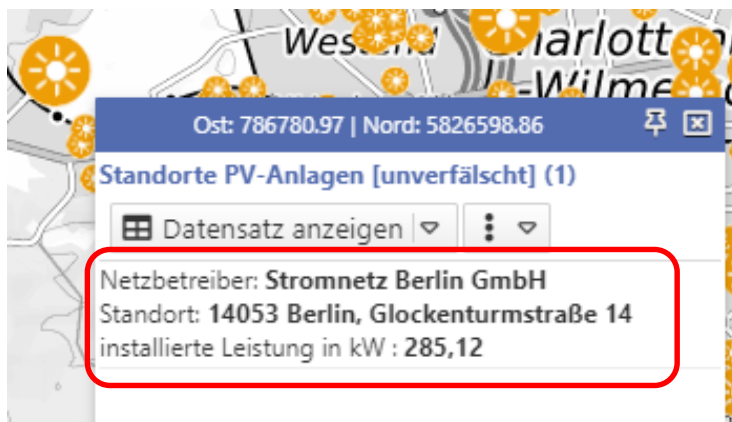 Westend
Charlott
-Wilme
Ost: 786780.97 | Nord: 5826598.86
Standorte PV-Anlagen [unverfälscht] (1)
Datensatz anzeigen
Netzbetreiber: Stromnetz Berlin GmbH
Standort: 14053 Berlin, Glockenturmstraße 14
installierte Leistung in kW : 285,12